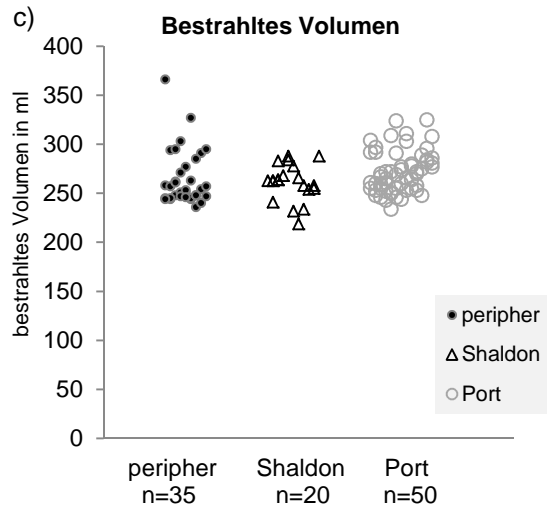 c)
Bestrahltes Volumen
bestrahltes Volumen in ml
400
350
300
250
200
150
100
50
0
peripher
Shaldon
Port
peripher
n=35
Shaldon
n=20
Port
n=50